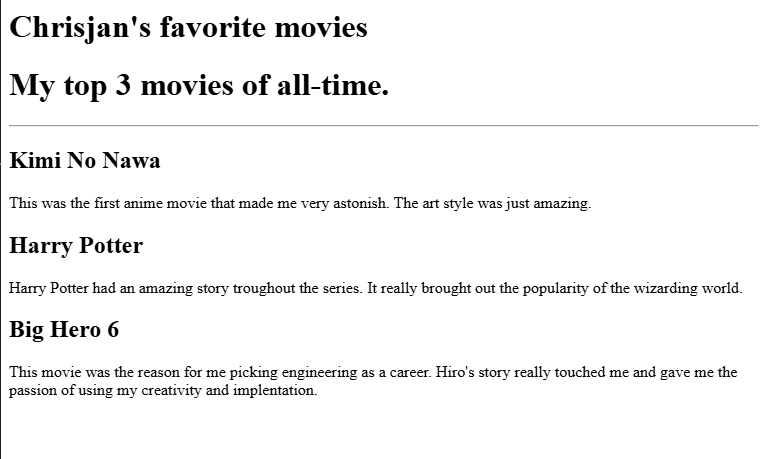 Chrisjan's favorite movies
My top 3 movies of all-time.
Kimi No Nawa
This was the first anime movie that made me very astonish. The art style was just amazing.
Harry Potter
Harry Potter had an amazing story troughout the series. It really brought out the popularity of the wizarding world.
Big Hero 6
This movie was the reason for me picking engineering as a career. Hiro's story really touched me and gave me the
passion of using my creativity and implentation.